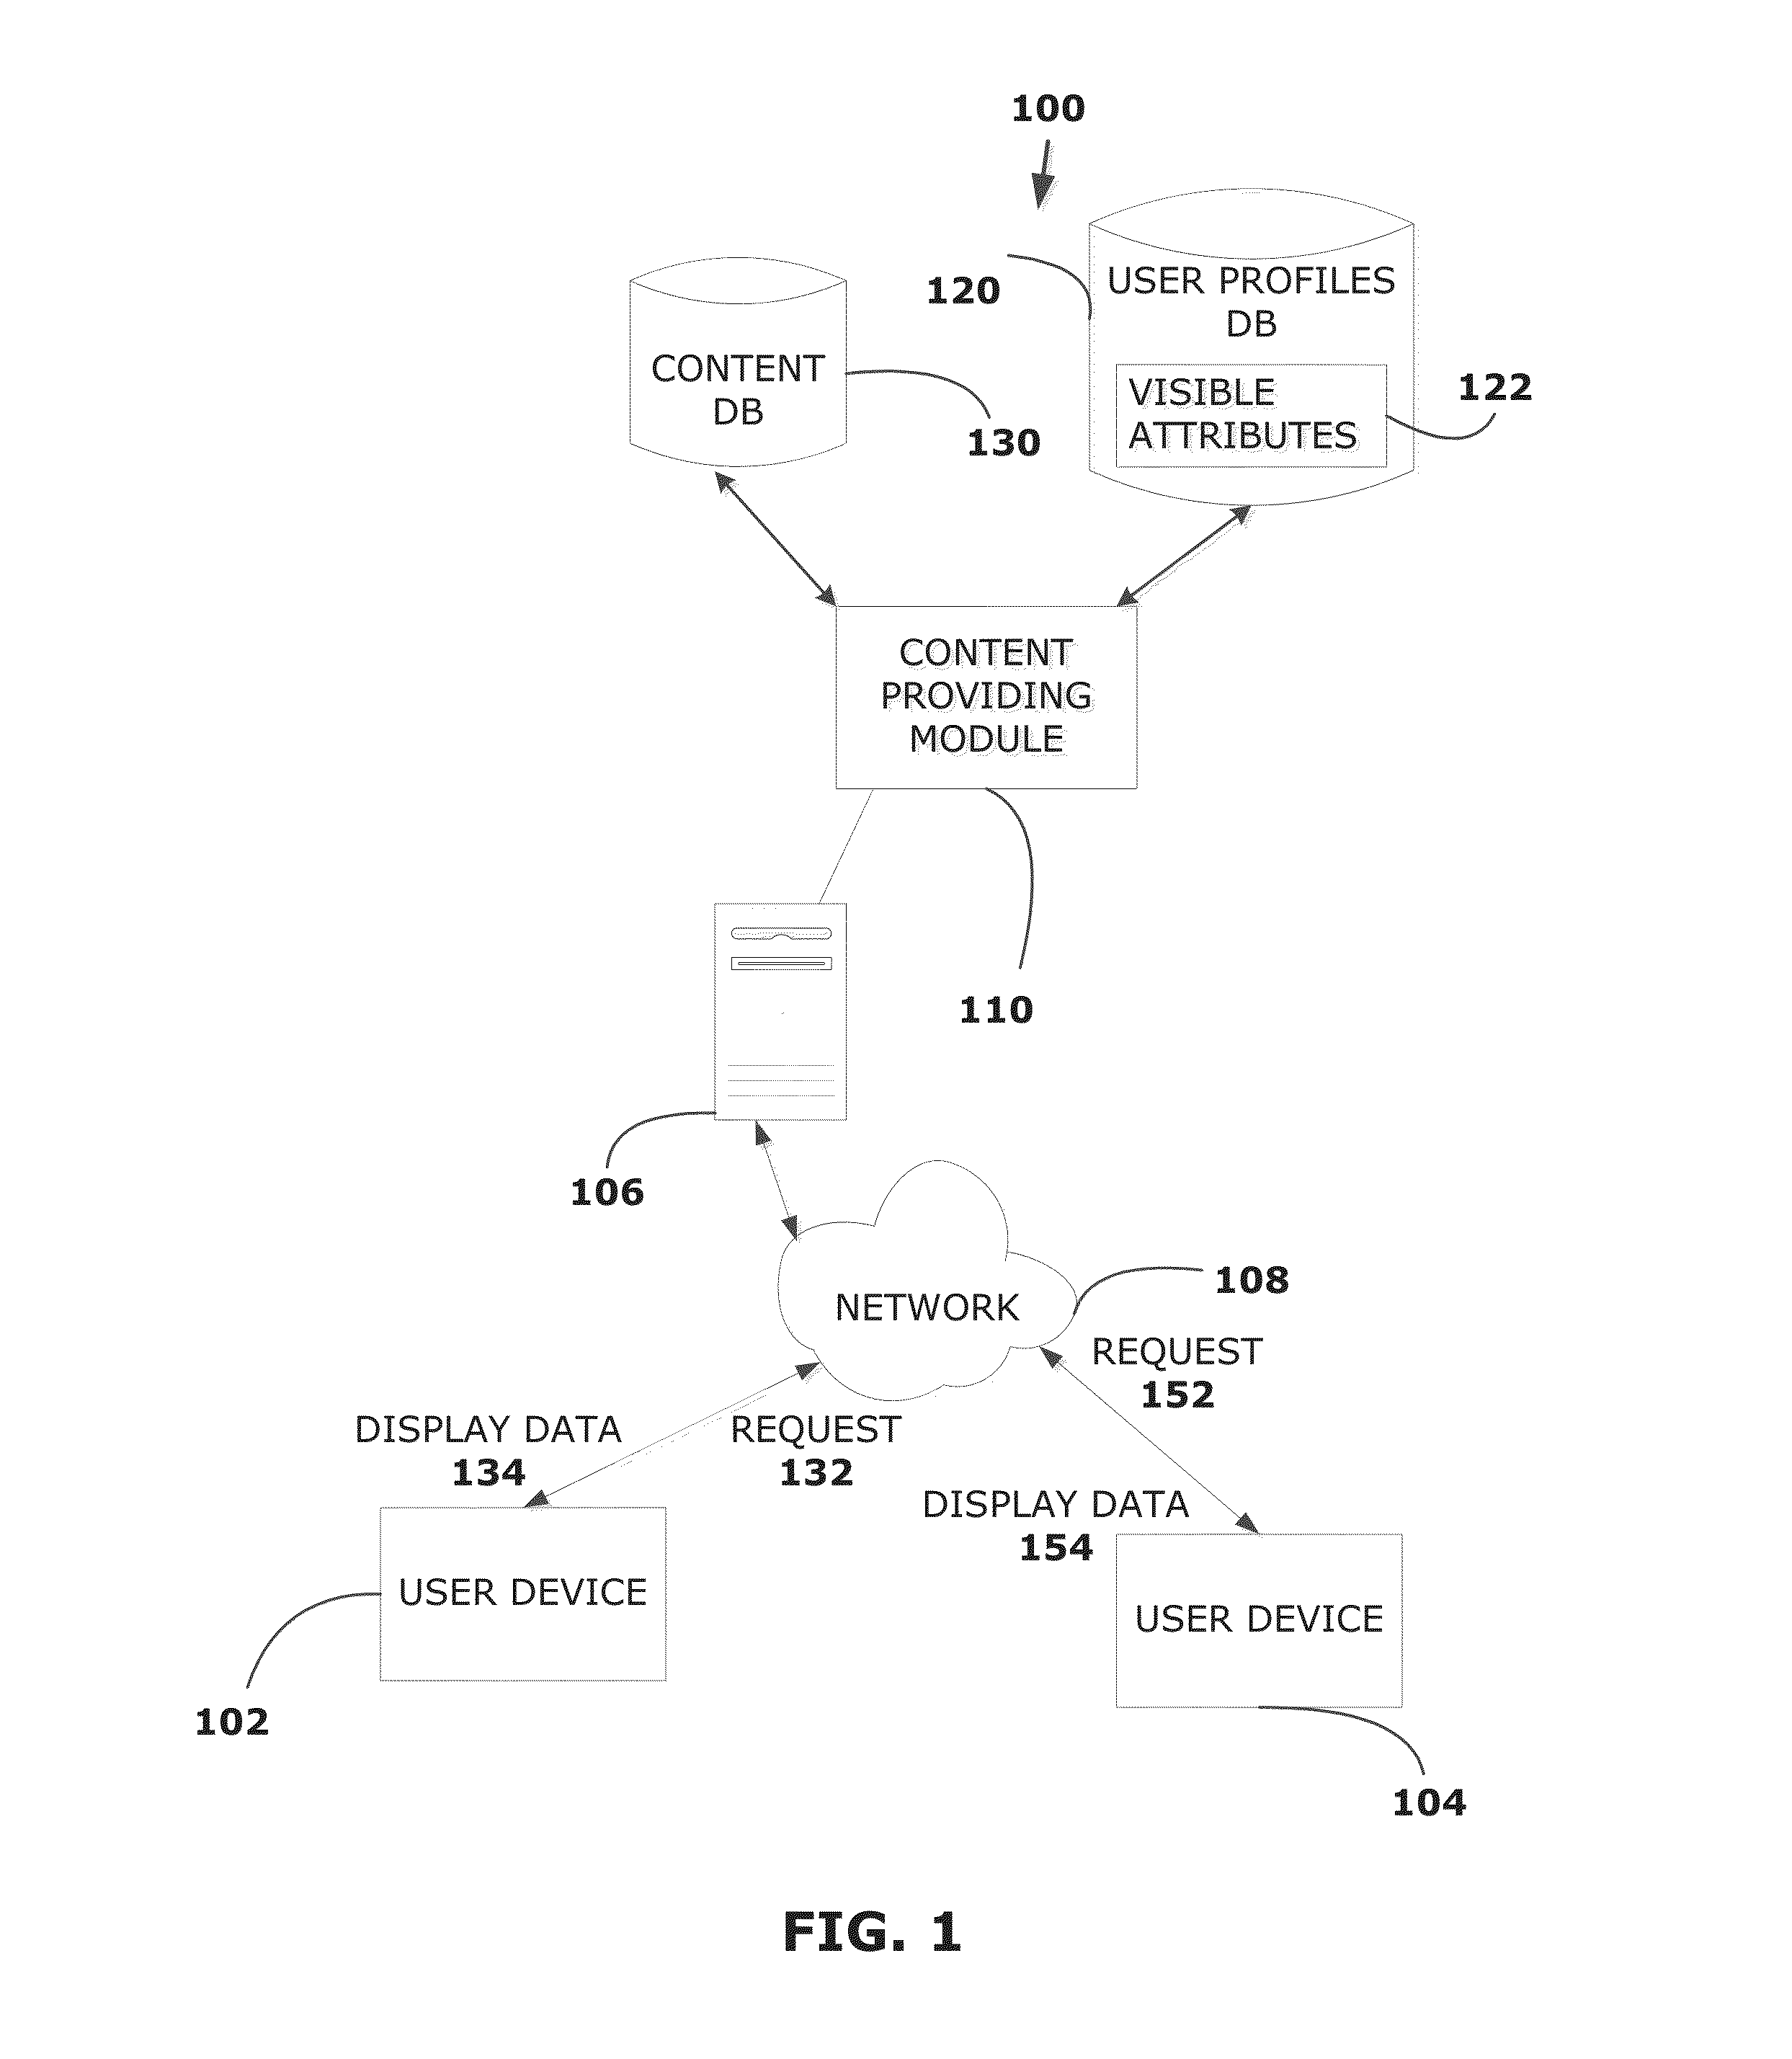 100
120
USER PROFILES
DB
CONTENT
DB
VISIBLE
ATTRIBUTES
122
130
CONTENT
PROVIDING
MODULE
110
106
NETWORK
108
REQUEST
152
DISPLAY DATA
134
REQUEST
132
DISPLAY DATA
154
USER DEVICE
USER DEVICE
102
104
FIG. 1